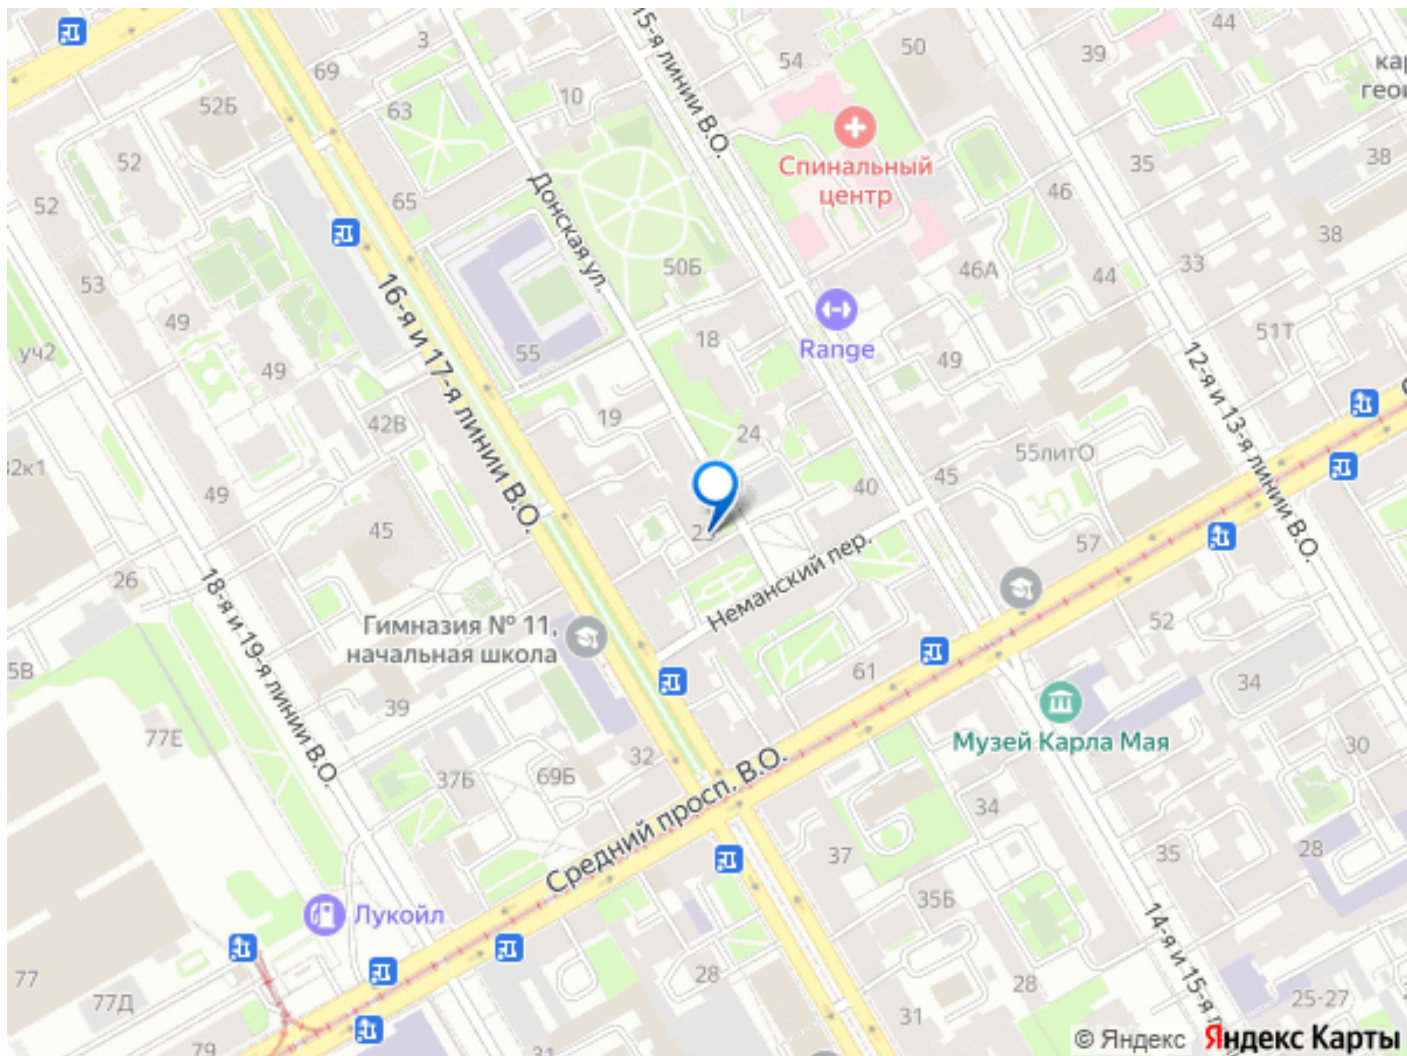 3
69
52Б
63
10
54
50
44
39
35
38
38
33
46
15-я линии В.О.
Спинальный
центр
52
52
65
53
Донская ул.
50Б
46А
44
16-я и 17-я линии В.О.
49
уч2
49
55
18
Range
49
51Т
12-я и 13-я линии В.О.
42В
19
24
55литО
45
40
49
45
57
26
Неманский пер.
18-я и 19-я линии В.О.
Гимназия № 11,
начальная школа
52
61
34
39
77Е
Музей Карла Мая
30
37Б
69Б
32
Средний просп. В.О.
34
37
35
28
35Б
Лукойл
14-я и 15-я
77
77Д
28
28
25-27
31
79
31
© Яндекс Яндекс Карты